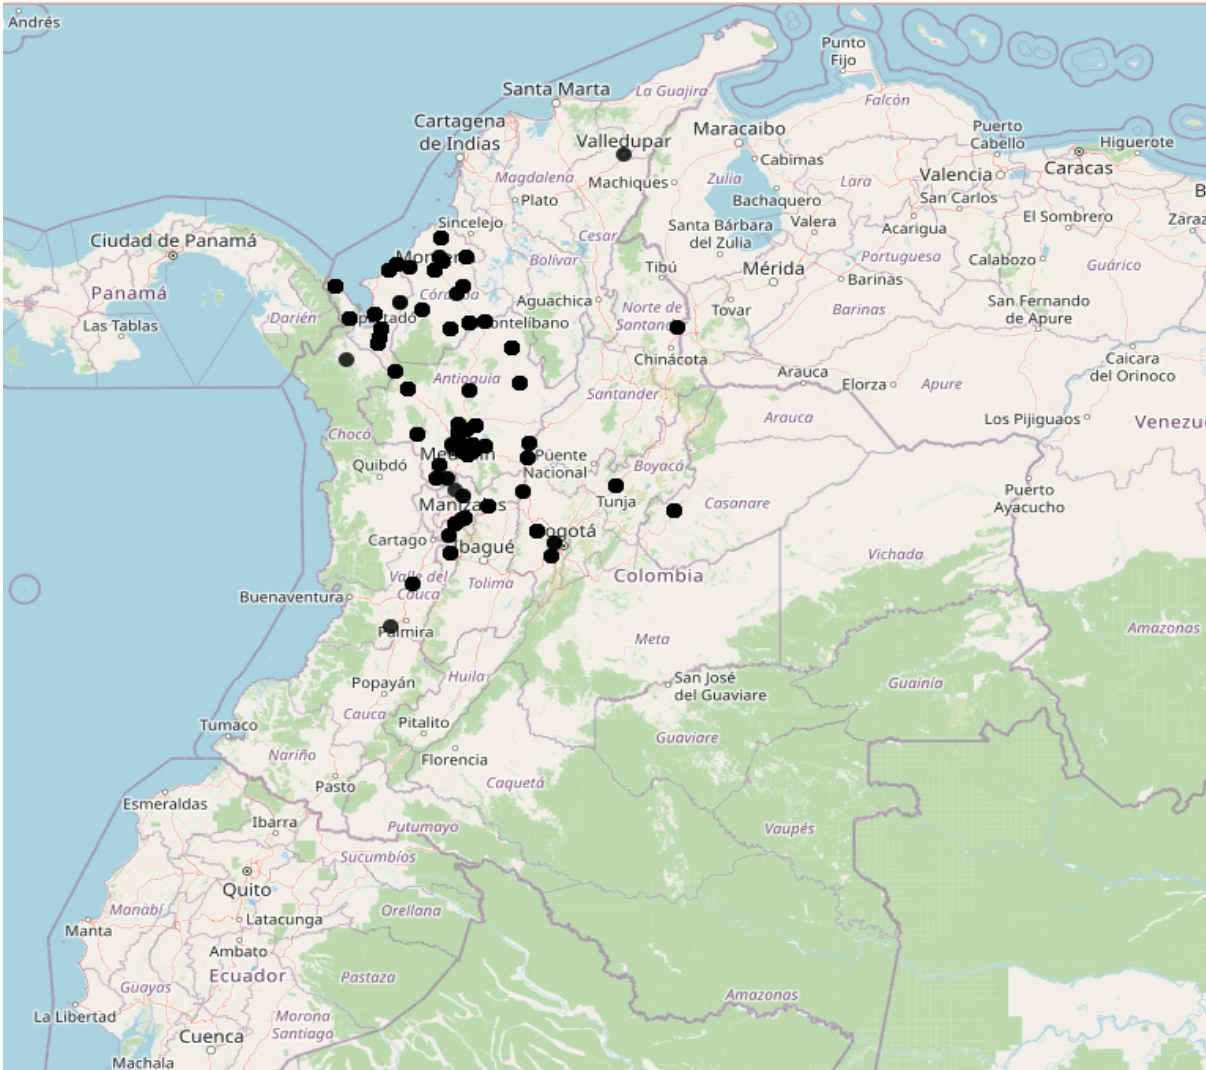 Andrés
Punto
Fijo
Santa Marta
La Guajira
Falcón
Cartagena
de Indias
Maracaibo
Puerto
Cabello
Higuerote
Valledupar
Cabimas
Caracas
Magdalena
Machiques
Zulia
Lara
Valencia
Plato
Bachaquero
San Carlos
B
Sincelejo
Santa Bárbara
del Zulia
Valera
Acarigua
El Sombrero
Zaraz
Ciudad de Panamá
Cesar
Portuguesa
Bolívar
Tibú
Mérida
Calabozo
Guárico
Panamá
Córdoba
Aguachica
Barinas
Norte de
Santander
Tovar
Barinas
San Fernando
de Apure
Las Tablas
Darién
Chinácota
Caicara
del Orinoco
Antioquia
Santander
Arauca
Elorza
Apure
Arauca
Los Pijiguaos
Venezu
Chocó
Quibdó
Puente
Nacional
Boyacá
Tunja
Casanare
Puerto
Ayacucho
Cartago
Vichada
Valle del
Cauca
Tolima
Colombia
Buenaventura
Palmira
Meta
Amazonas
Popayán
Huila
San José
del Guaviare
Guainía
Cauca
Pitalito
Tumaco
Guaviare
Nariño
Florencia
Pasto
Caquetá
Esmeraldas
Ibarra
Putumayo
Vaupés
Sucumbíos
Quito
Manabí
Latacunga
Orellana
Manta
Ambato
Ecuador
Pastaza
Guayas
Amazonas
La Libertad
Morona
Santiago
Cuenca
Machala